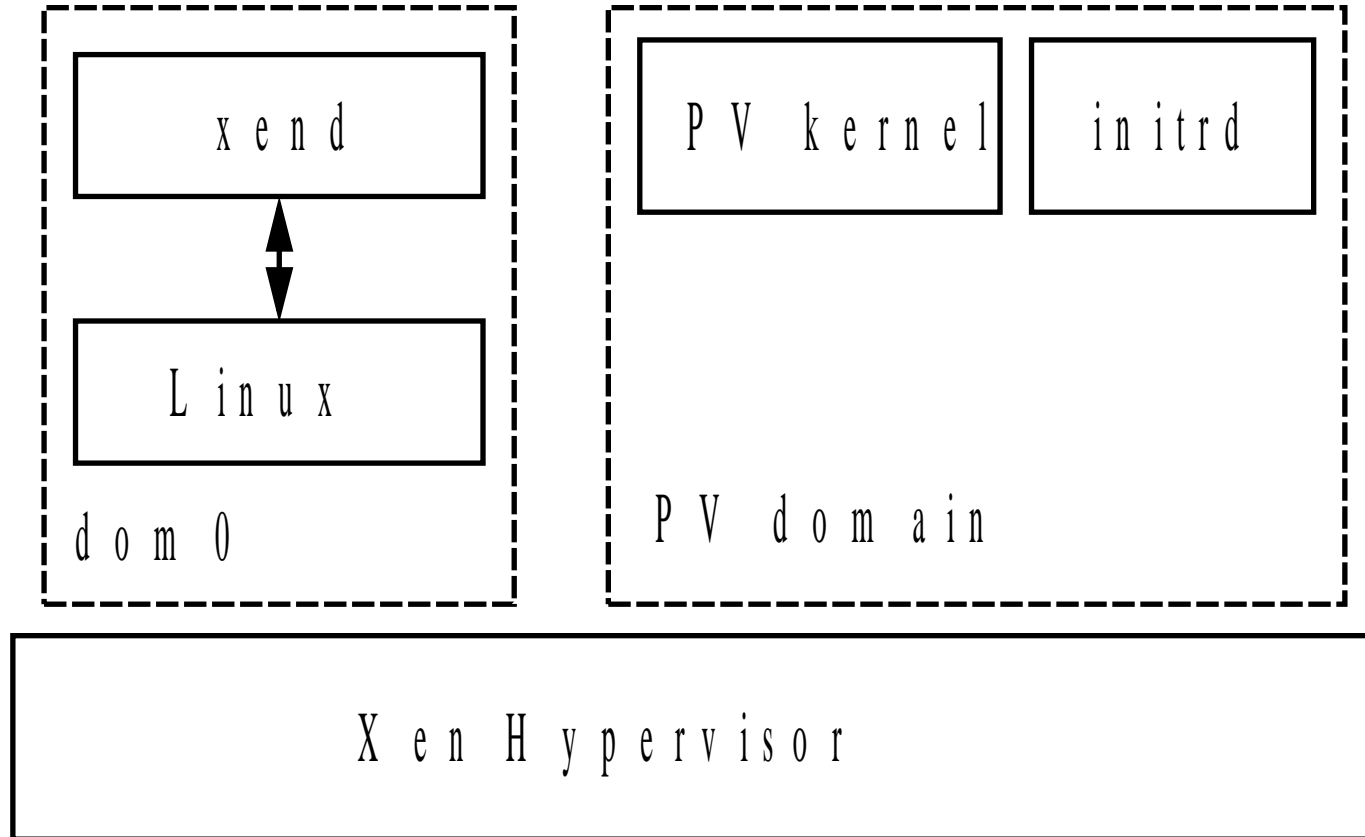 xend
PV kernel
initrd
Linux
dom0
PV domain
Xen Hypervisor